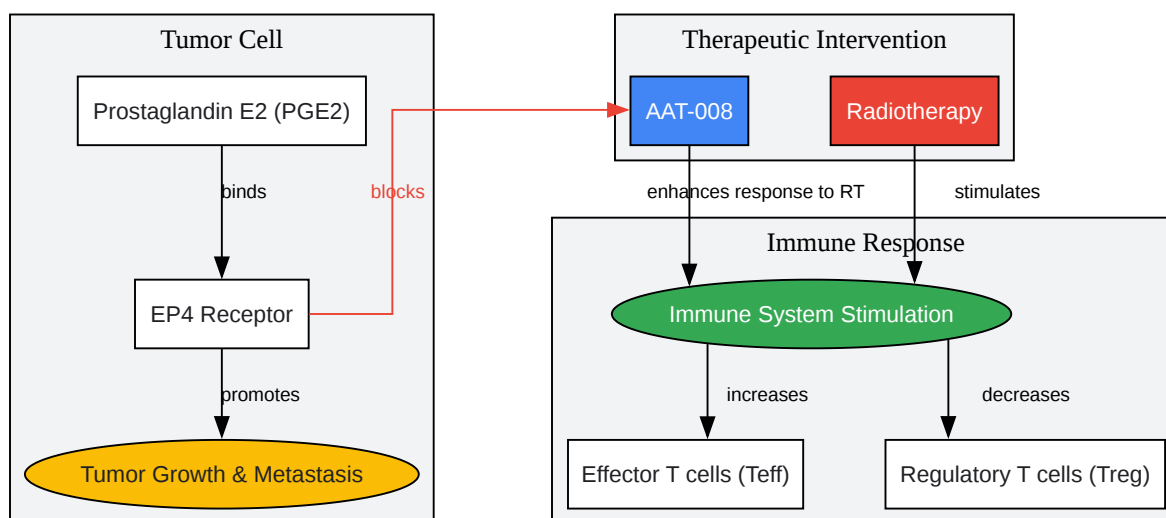 Tumor Cell
Prostaglandin E2 (PGE2)
binds
EP4 Receptor
blocks
promotes
Tumor Growth & Metastasis
Therapeutic Intervention
AAT-008
Radiotherapy
enhances response to RT
stimulates
Immune Response
Immune System Stimulation
increases
decreases
Effector T cells (Teff)
Regulatory T cells (Treg)